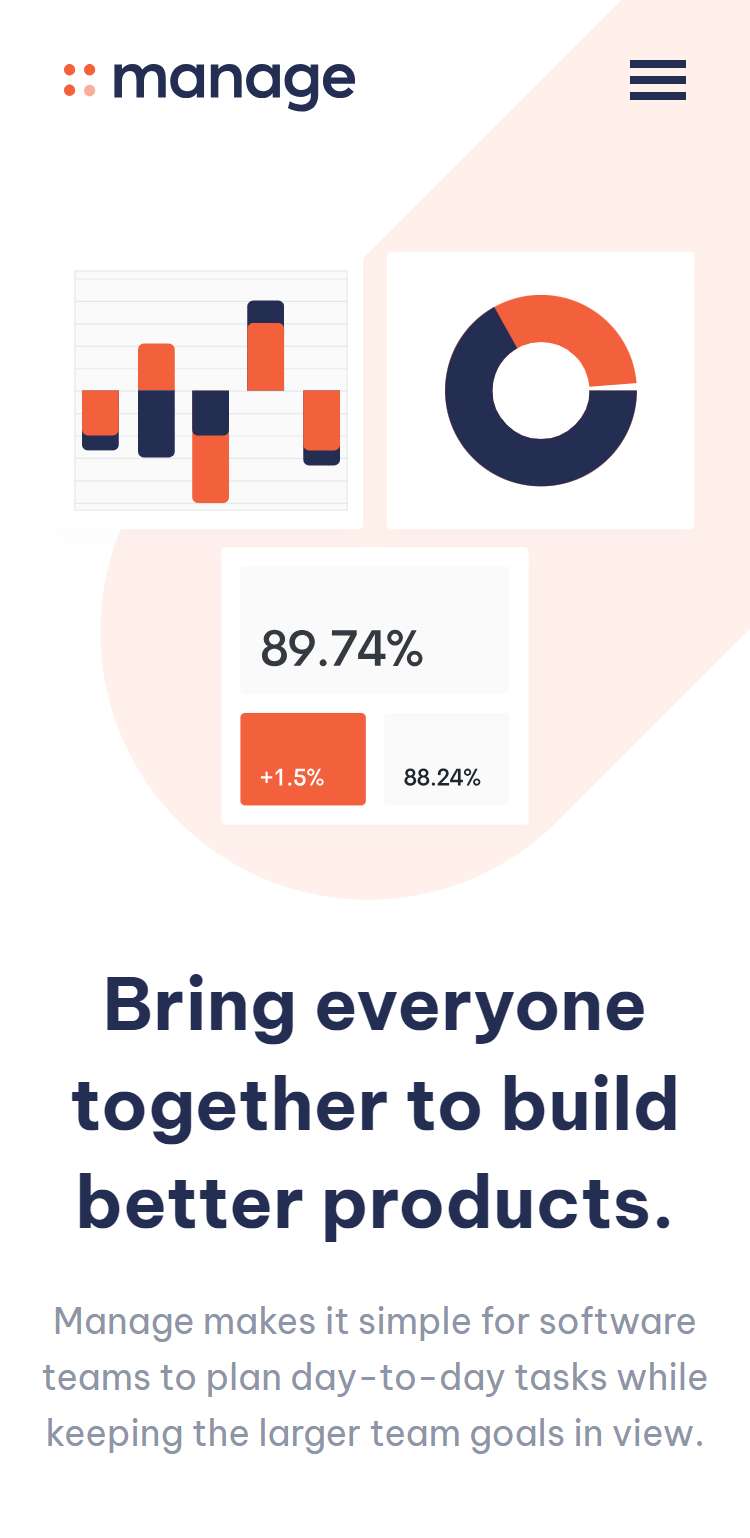 manage
89.74%
+1.5%
88.24%
Bring everyone
together to build
better products.
Manage makes it simple for software
teams to plan day-to-day tasks while
keeping the larger team goals in view.